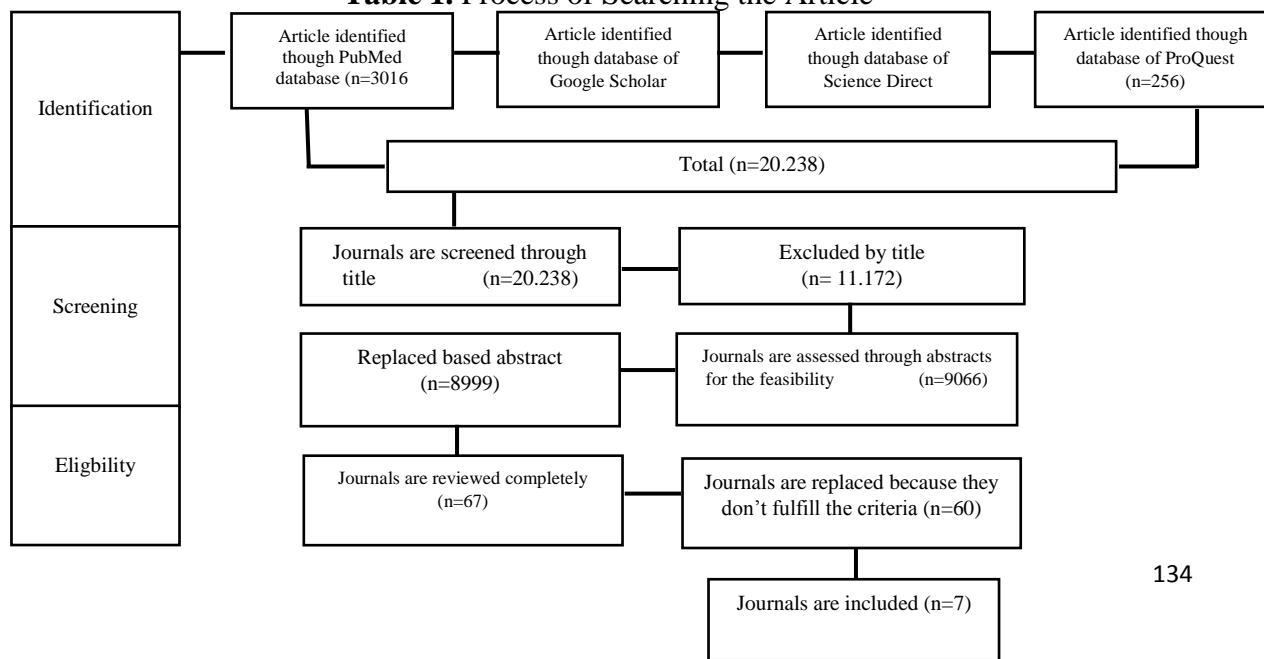 Table 1. Process of Searching the Article
Identification
Article identified
though PubMed
database (n=3016
Article identified
though database of
Google Scholar
Article identified
though database of
Science Direct
Article identified though
database of ProQuest
(n=256)
Total (n=20.238)
Screening
Journals are screened through
title (n=20.238)
Excluded by title
(n= 11.172)
Replaced based abstract
(n=8999)
Journals are assessed through abstracts
for the feasibility (n=9066)
Eligbility
Journals are reviewed completely
(n=67)
Journals are replaced because they
don’t fulfill the criteria (n=60)
Journals are included (n=7)
134